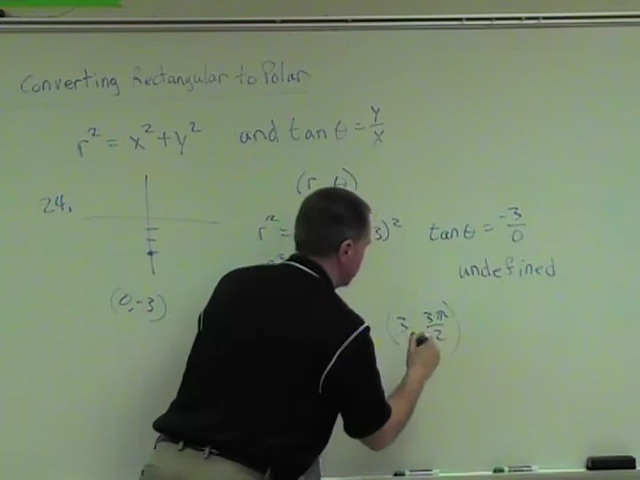 Converting Rectangular to Polar
r² = x² + y² and tan θ = y/x
24.
(r, θ)
r² = 3)² tan θ = -3/0
undefined
(0,-3)
(3, 3π/2)